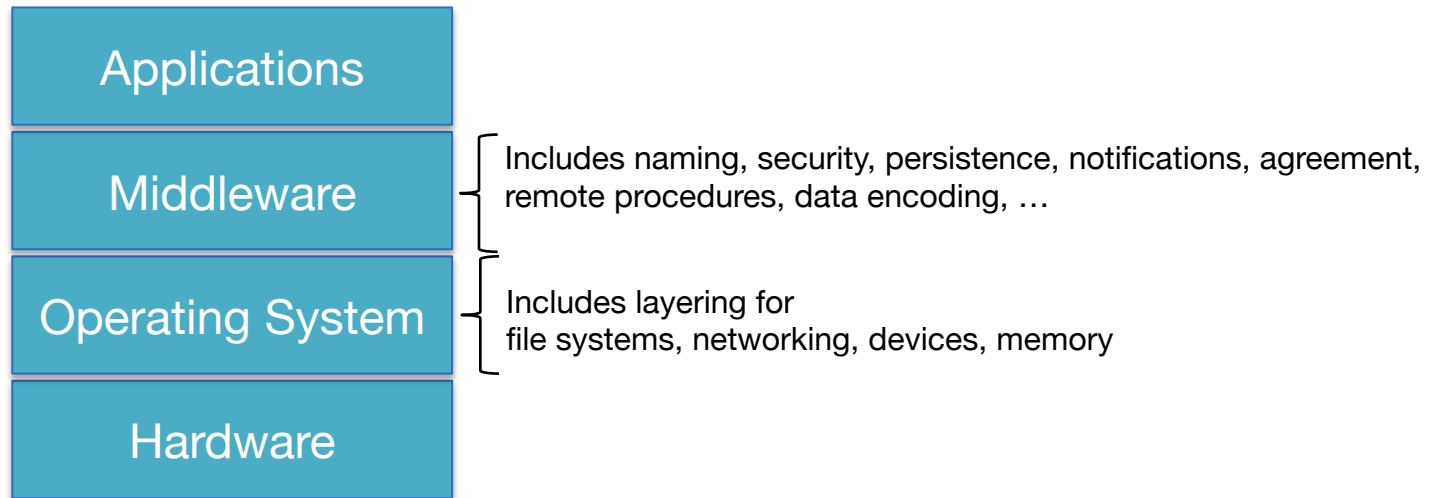 Applications
Middleware
Includes naming, security, persistence, notifications, agreement,
remote procedures, data encoding, …
Operating System
Includes layering for
file systems, networking, devices, memory
Hardware